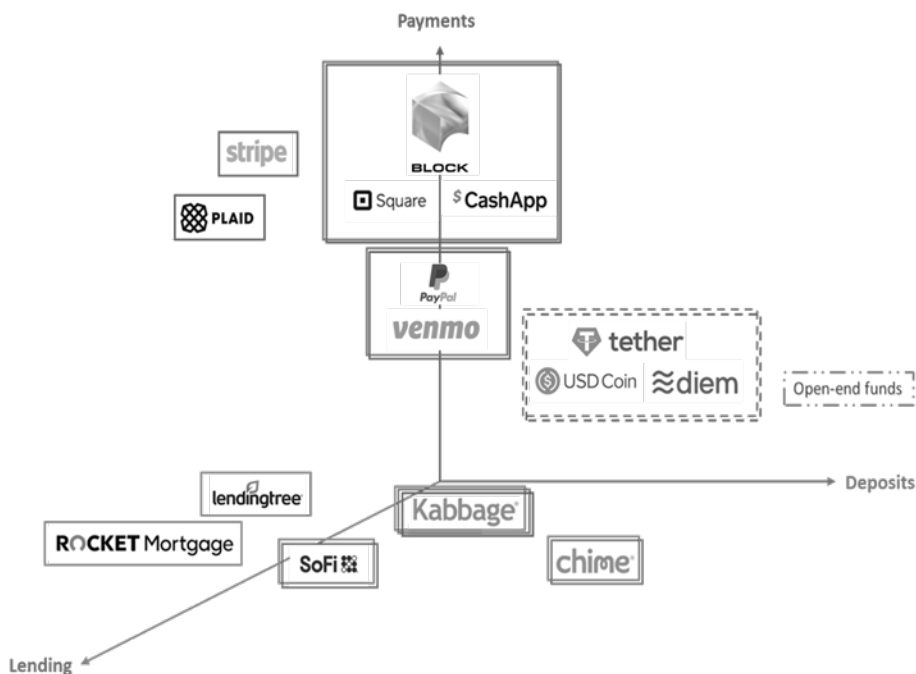 Payments
BLOCK
stripe
Square
$CashApp
PLAID
PayPal
venmo
tether
USD Coin
diem
Open-end funds
Deposits
lendingtree
Kabbage
ROCKET Mortgage
SoFi
chime
Lending